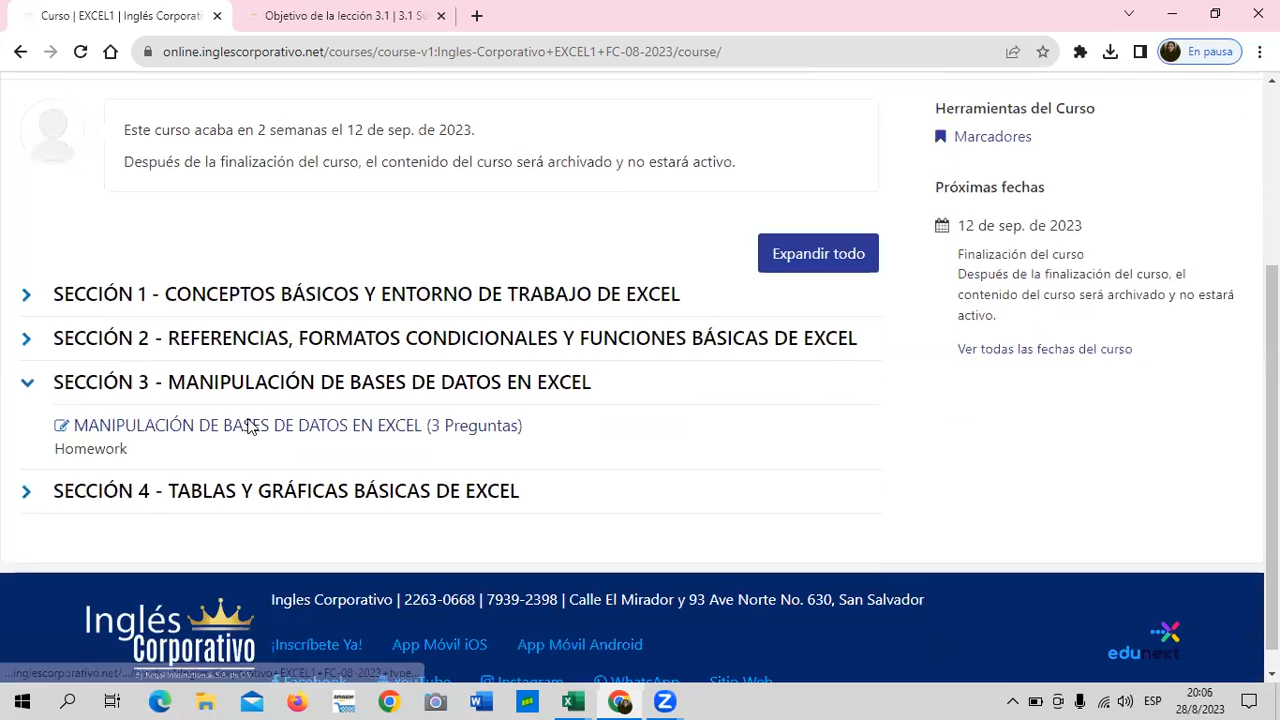 Curso | EXCEL1 | Inglés Corporati
Objetivo de la lección 3.1 | 3.1 Su
online.inglescorporativo.net/courses/course-v1:Ingles-Corporativo+EXCEL1+FC-08-2023/course/
En pausa
Este curso acaba en 2 semanas el 12 de sep. de 2023.
Después de la finalización del curso, el contenido del curso será archivado y no estará activo.
Herramientas del Curso
Marcadores
Próximas fechas
12 de sep. de 2023
Finalización del curso
Después de la finalización del curso, el
contenido del curso será archivado y no estará
activo.
Ver todas las fechas del curso
Expandir todo
SECCIÓN 1 - CONCEPTOS BÁSICOS Y ENTORNO DE TRABAJO DE EXCEL
SECCIÓN 2 - REFERENCIAS, FORMATOS CONDICIONALES Y FUNCIONES BÁSICAS DE EXCEL
SECCIÓN 3 - MANIPULACIÓN DE BASES DE DATOS EN EXCEL
MANIPULACIÓN DE BASES DE DATOS EN EXCEL (3 Preguntas)
Homework
SECCIÓN 4 - TABLAS Y GRÁFICAS BÁSICAS DE EXCEL
Inglés
Corporativo
Ingles Corporativo | 2263-0668 | 7939-2398 | Calle El Mirador y 93 Ave Norte No. 630, San Salvador
¡Inscríbete Ya!
App Móvil iOS
App Móvil Android
edunext
Instagram
WhatsApp
Sitio Web
ESP
20:06
28/8/2023